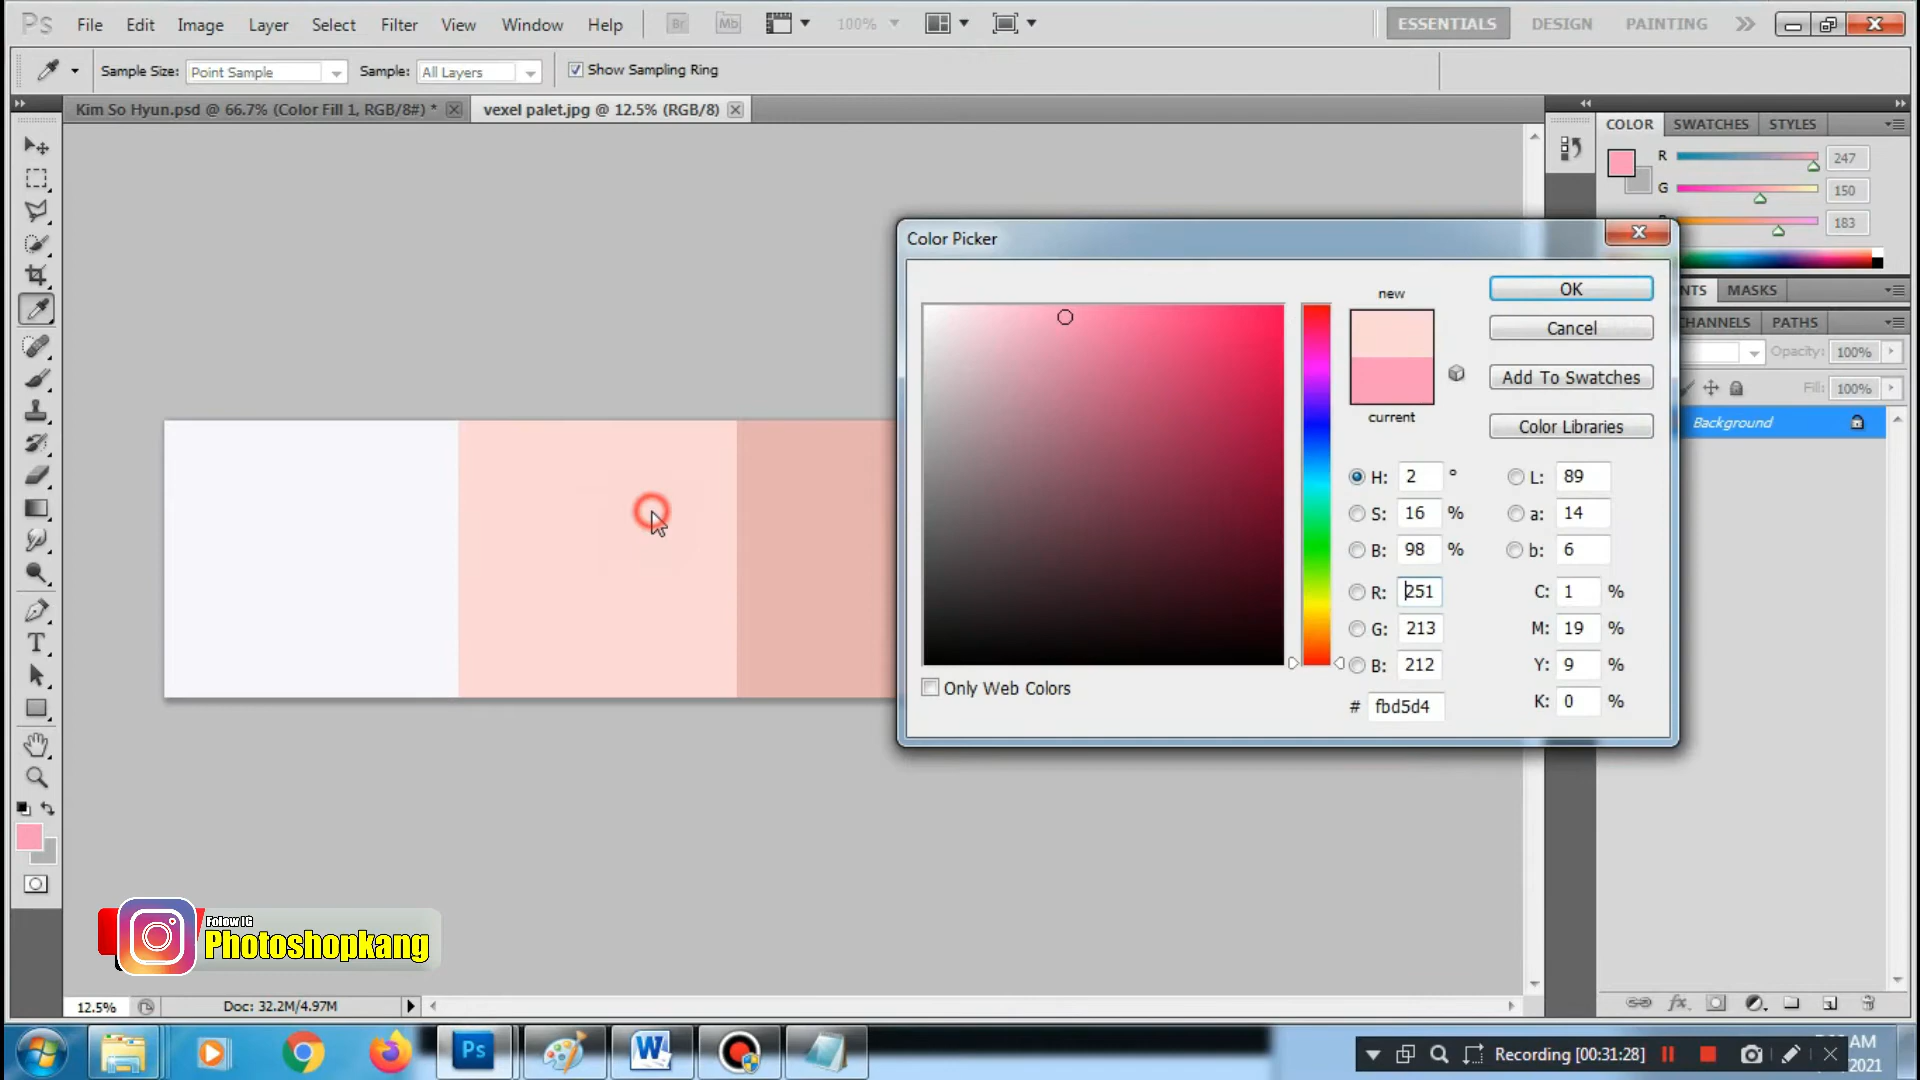 Ps File Edit Image Layer Select Filter View Window Help Br Mb 100% ESSENTIALS DESIGN PAINTING
Sample Size: Point Sample Sample: All Layers Show Sampling Ring
Kim So Hyun.psd @ 66.7% (Color Fill 1, RGB/8#) * vexel palet.jpg @ 12.5% (RGB/8)
COLOR SWATCHES STYLES
R 247
G 150
183
Color Picker
new
OK
Cancel
Add To Swatches
current
Color Libraries
H: 2 ° L: 89
S: 16 % a: 14
B: 98 % b: 6
R: 251 C: 1 %
G: 213 M: 19 %
B: 212 Y: 9 %
# fbd5d4 K: 0 %
Only Web Colors
NTS MASKS
CHANNELS PATHS
Opacity: 100%
Fill: 100%
Background
T
Folow IG
Photoshopkang
12.5% Doc: 32.2M/4.97M
fx
Ps W Recording [00:31:28] AM
2021